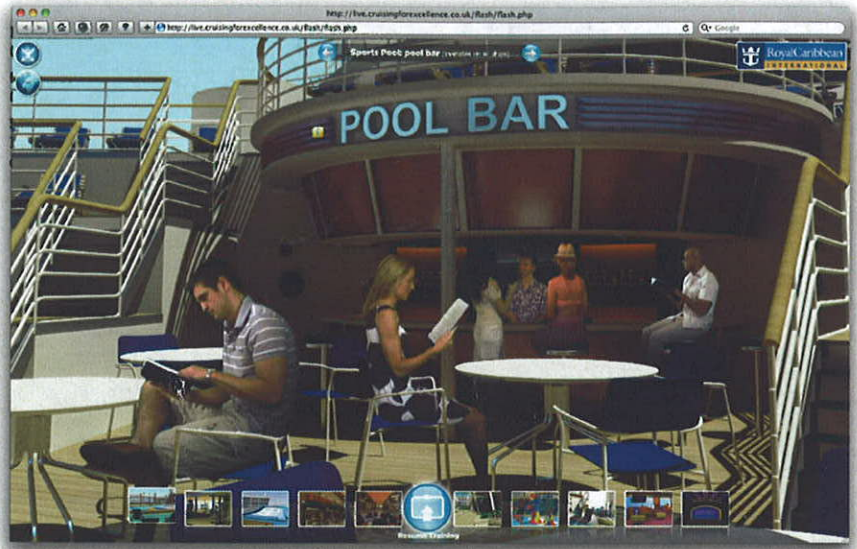 http://live.cruisingforexcellence.co.uk/flash/flash.php
http://live.cruisingforexcellence.co.uk/flash/flash.php
Google
Sports Deck pool bar
RoyalCaribbean
INTERNATIONAL
POOL BAR
Resume Training